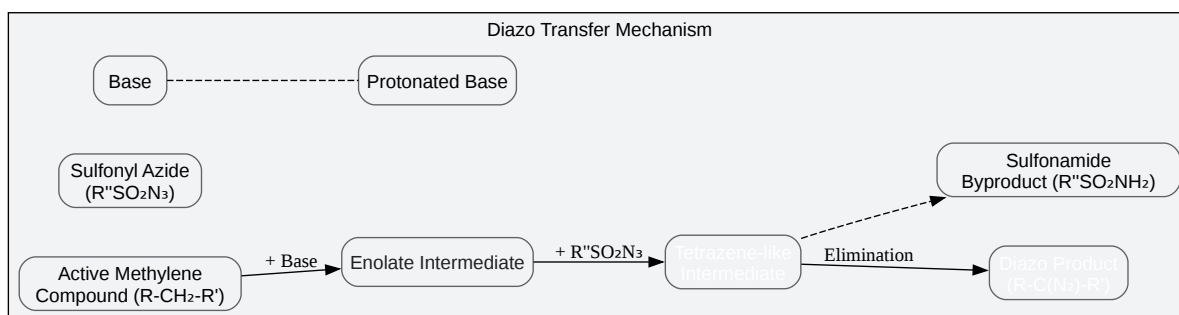 Diazo Transfer Mechanism
Base
Protonated Base
Sulfonyl Azide
(R"SO₂N₃)
Sulfonamide
Byproduct (R"SO₂NH₂)
Active Methylene
Compound (R-CH₂-R')
+ Base
Enolate Intermediate
+ R"SO₂N₃
Tetrazene-like
Intermediate
Elimination
Diazo Product
(R-C(N₂)-R')